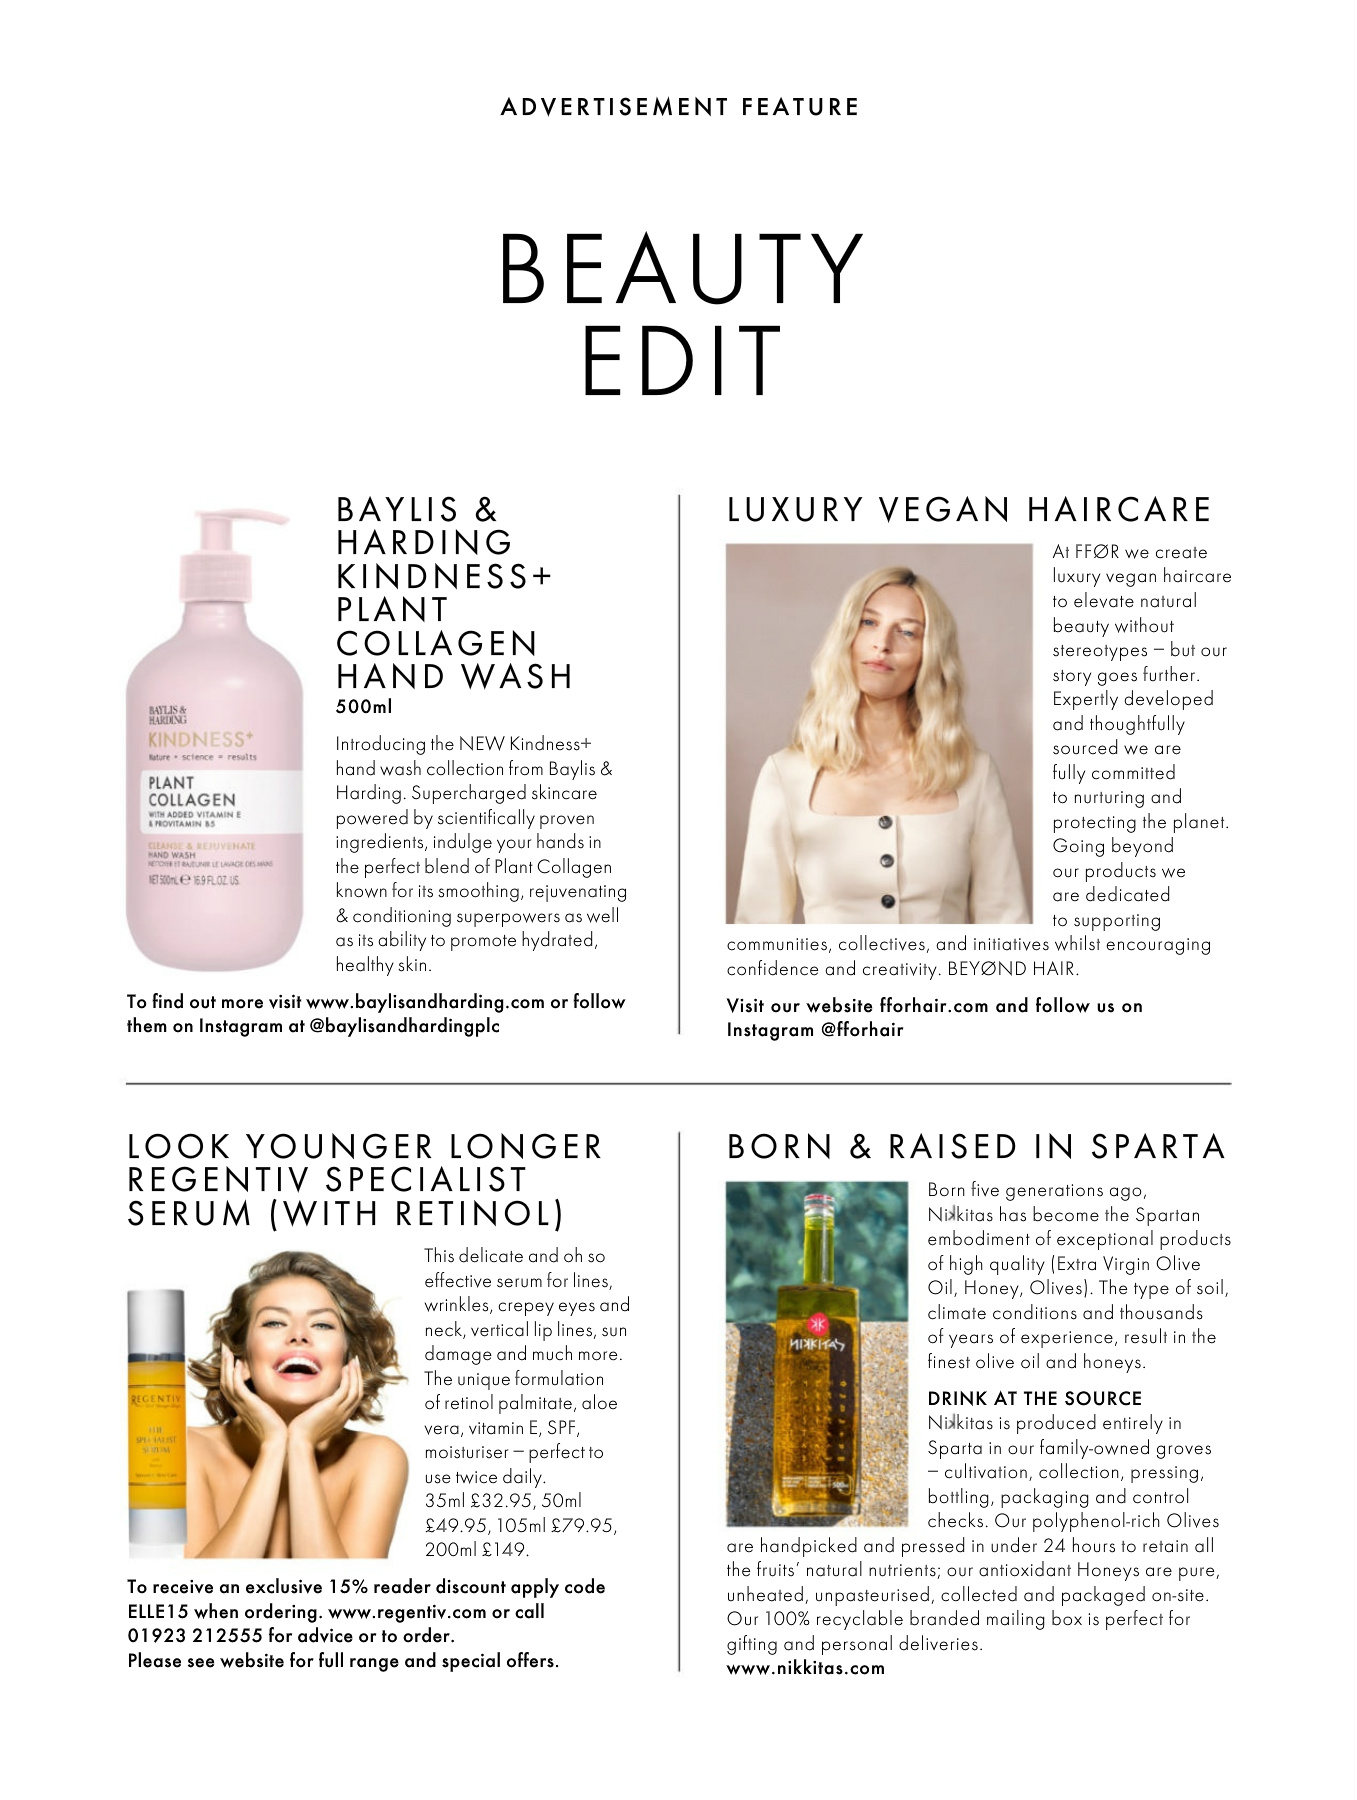 ADVERTISEMENT FEATURE
BEAUTY
EDIT
BAYLIS &
HARDING
KINDNESS+
PLANT
COLLAGEN
HAND WASH
500ml
Introducing the NEW Kindness+
hand wash collection from Baylis &
Harding. Supercharged skincare
powered by scientifically proven
ingredients, indulge your hands in
the perfect blend of Plant Collagen
known for its smoothing, rejuvenating
& conditioning superpowers as well
as its ability to promote hydrated,
healthy skin.
To find out more visit www.baylisandharding.com or follow
them on Instagram at @baylisandhardingplc
BAYLIS &
HARDING
KINDNESS+
Nature + science = results
PLANT
COLLAGEN
WITH ADDED VITAMIN E
& PROVITAMIN B5
CLEANSE & REJUVENATE
HAND WASH
NETTOYER ET RAJEUNIR LE LAVAGE DES MAINS
NET 500mL e 16.9 FL.OZ. US.
LUXURY VEGAN HAIRCARE
At FFØR we create
luxury vegan haircare
to elevate natural
beauty without
stereotypes – but our
story goes further.
Expertly developed
and thoughtfully
sourced we are
fully committed
to nurturing and
protecting the planet.
Going beyond
our products we
are dedicated
to supporting
communities, collectives, and initiatives whilst encouraging
confidence and creativity. BEYØND HAIR.
Visit our website fforhair.com and follow us on
Instagram @fforhair
LOOK YOUNGER LONGER
REGENTIV SPECIALIST
SERUM (WITH RETINOL)
This delicate and oh so
effective serum for lines,
wrinkles, crepey eyes and
neck, vertical lip lines, sun
damage and much more.
The unique formulation
of retinol palmitate, aloe
vera, vitamin E, SPF,
moisturiser – perfect to
use twice daily.
35ml £32.95, 50ml
£49.95, 105ml £79.95,
200ml £149.
REGENTIV
THE
SPECIALIST
SERUM
To receive an exclusive 15% reader discount apply code
ELLE15 when ordering. www.regentiv.com or call
01923 212555 for advice or to order.
Please see website for full range and special offers.
BORN & RAISED IN SPARTA
Born five generations ago,
Nikkitas has become the Spartan
embodiment of exceptional products
of high quality (Extra Virgin Olive
Oil, Honey, Olives). The type of soil,
climate conditions and thousands
of years of experience, result in the
finest olive oil and honeys.
DRINK AT THE SOURCE
Nikkitas is produced entirely in
Sparta in our family-owned groves
– cultivation, collection, pressing,
bottling, packaging and control
checks. Our polyphenol-rich Olives
are handpicked and pressed in under 24 hours to retain all
the fruits' natural nutrients; our antioxidant Honeys are pure,
unheated, unpasteurised, collected and packaged on-site.
Our 100% recyclable branded mailing box is perfect for
gifting and personal deliveries.
www.nikkitas.com
NIKKITAS